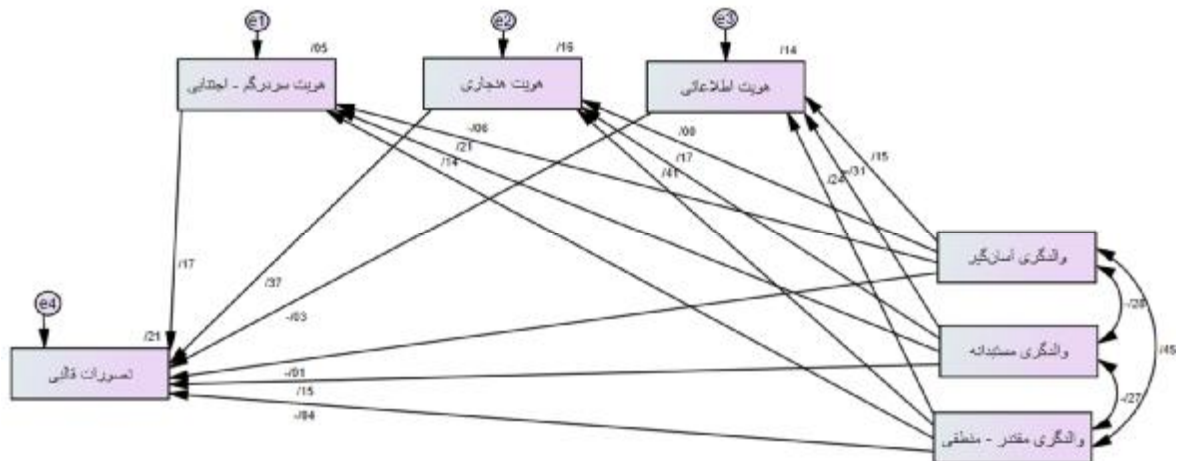 e1
e2
e3
/05
/16
/14
هویت سردرگم - اجتنابی
هویت هنجاری
هویت اطلاعاتی
-/06
/21
/14
/00
/17
/41
/15
-/31
/24
والدگری آسان‌گیر
والدگری مستبدانه
والدگری مقتدر - منطقی
-/28
/45
-/27
/17
/37
-/03
e4
/21
تصورات قالبی
-/01
/15
-/04